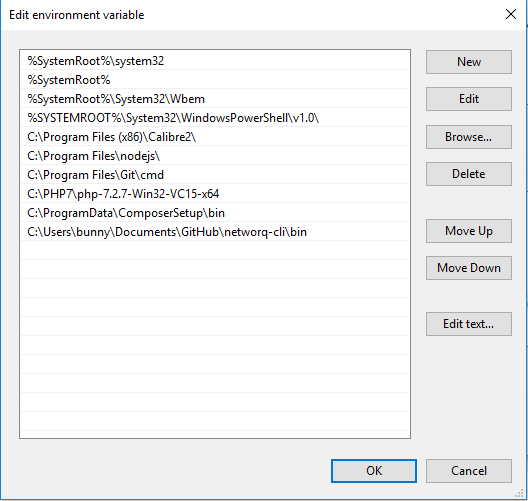 Edit environment variable
%SystemRoot%\system32
%SystemRoot%
%SystemRoot%\System32\Wbem
%SYSTEMROOT%\System32\WindowsPowerShell\v1.0\
C:\Program Files (x86)\Calibre2\
C:\Program Files\nodejs\
C:\Program Files\Git\cmd
C:\PHP7\php-7.2.7-Win32-VC15-x64
C:\ProgramData\ComposerSetup\bin
C:\Users\bunny\Documents\GitHub\networq-cli\bin
New
Edit
Browse...
Delete
Move Up
Move Down
Edit text...
OK
Cancel